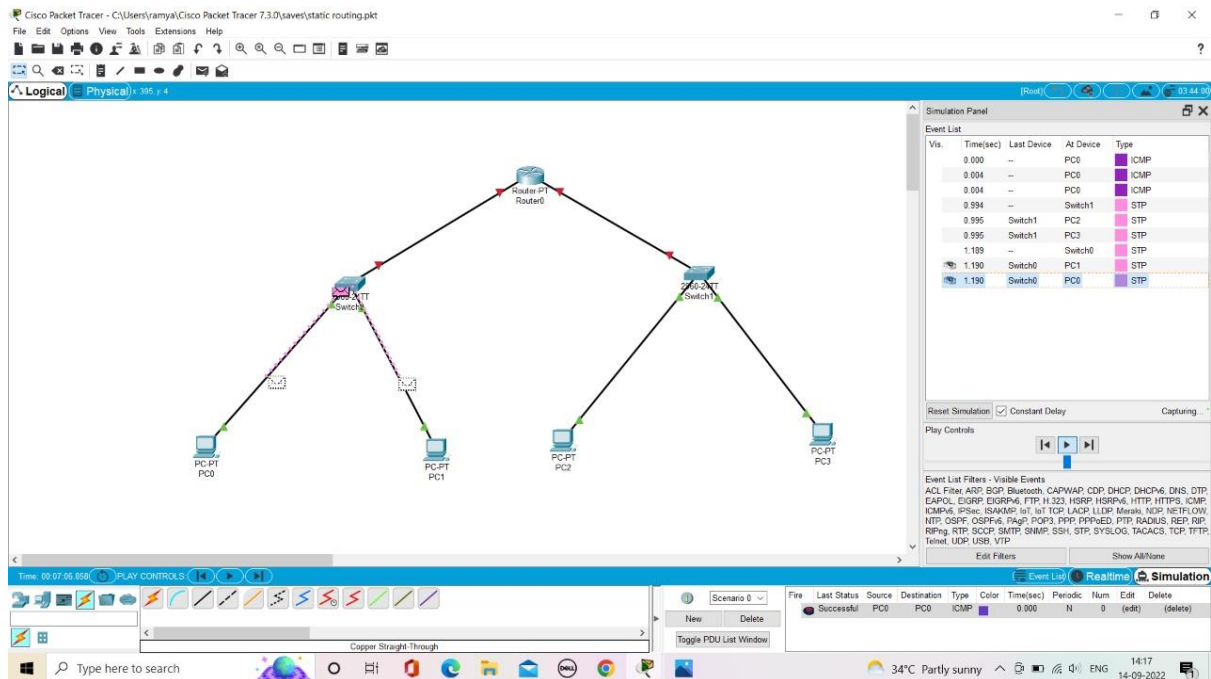 Cisco Packet Tracer - C:\Users\ramya\Cisco Packet Tracer 7.3.0\saves\static routing.pkt
File Edit Options View Tools Extensions Help
?
Logical Physical x 395, y: 4
[Root] 03:44:00
Router-PT
Router0
2960-24TT
Switch1
PC-PT
PC0
PC-PT
PC1
PC-PT
PC2
PC-PT
PC3
Simulation Panel
Event List
Vis. Time(sec) Last Device At Device Type
0.000 -- PC0 ICMP
0.004 -- PC0 ICMP
0.004 -- PC0 ICMP
0.994 -- Switch1 STP
0.995 Switch1 PC2 STP
0.995 Switch1 PC3 STP
1.189 -- Switch0 STP
1.190 Switch0 PC1 STP
1.190 Switch0 PC0 STP
Reset Simulation Constant Delay Capturing...
Play Controls
Event List Filters - Visible Events
ACL Filter, ARP, BGP, Bluetooth, CAPWAP, CDP, DHCP, DHCPv6, DNS, DTP,
EAPOL, EIGRP, EIGRPv6, FTP, H.323, HSRP, HSRPv6, HTTP, HTTPS, ICMP,
ICMPv6, IPSec, ISAKMP, IoT, IoT TCP, LACP, LLDP, Meraki, NDP, NETFLOW,
NTP, OSPF, OSPFv6, PAgP, POP3, PPP, PPPoED, PTP, RADIUS, REP, RIP,
RIPng, RTP, SCCP, SMTP, SNMP, SSH, STP, SYSLOG, TACACS, TCP, TFTP,
Telnet, UDP, USB, VTP
Edit Filters Show All/None
Time: 00:07:06.858 PLAY CONTROLS:
Event List Realtime Simulation
Copper Straight-Through
Scenario 0
New Delete
Toggle PDU List Window
Fire Last Status Source Destination Type Color Time(sec) Periodic Num Edit Delete
Successful PC0 PC0 ICMP 0.000 N 0 (edit) (delete)
Type here to search
DELL
34°C Partly sunny
ENG
14:17
14-09-2022
1